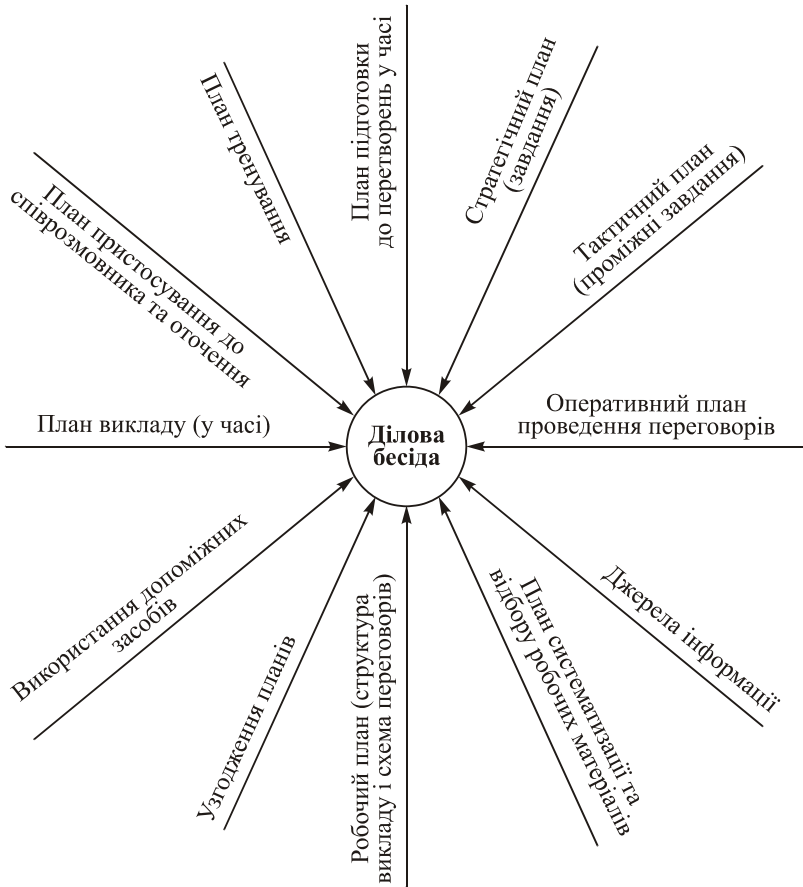 План підготовки
до перетворень у часі
Стратегічний план
(завдання)
Тактичний план
(проміжні завдання)
Оперативний план
проведення переговорів
Джерела інформації
План систематизації та
відбору робочих матеріалів
Робочий план (структура
викладу і схема переговорів)
Узгодження планів
Використання допоміжних
засобів
План викладу (у часі)
План пристосування до
співрозмовника та оточення
План тренування
Ділова
бесіда